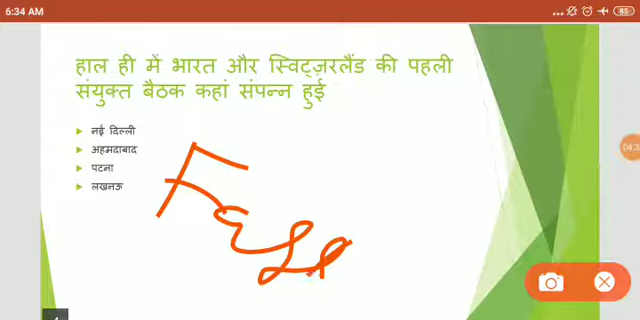 6:34 AM
85
हाल ही में भारत और स्विट्ज़रलैंड की पहली
संयुक्त बैठक कहां संपन्न हुई
नई दिल्ली
अहमदाबाद
पटना
लखनऊ